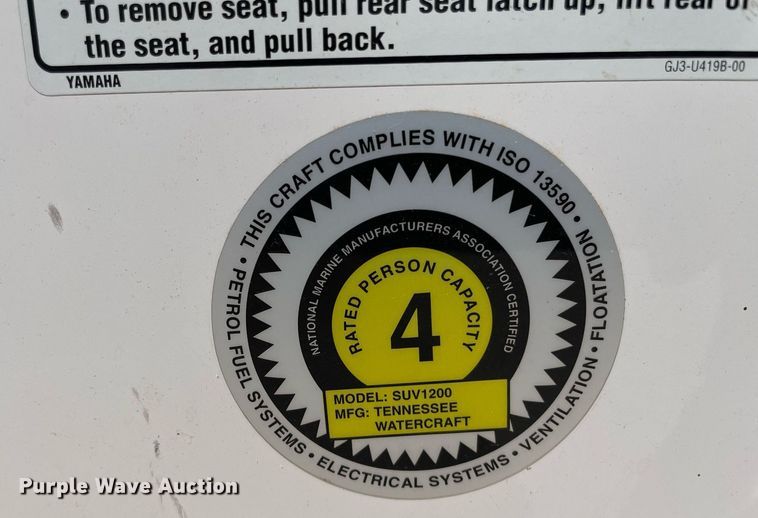 • To remove seat, pull rear seat latch up, lift rear of
the seat, and pull back.
YAMAHA
GJ3-U419B-00
• THIS CRAFT COMPLIES WITH ISO 13590 •
PETROL FUEL SYSTEMS • ELECTRICAL SYSTEMS • VENTILATION • FLOATATION
NATIONAL MARINE MANUFACTURERS ASSOCIATION CERTIFIED
RATED PERSON CAPACITY
4
MODEL: SUV1200
MFG: TENNESSEE
WATERCRAFT
Purple Wave Auction